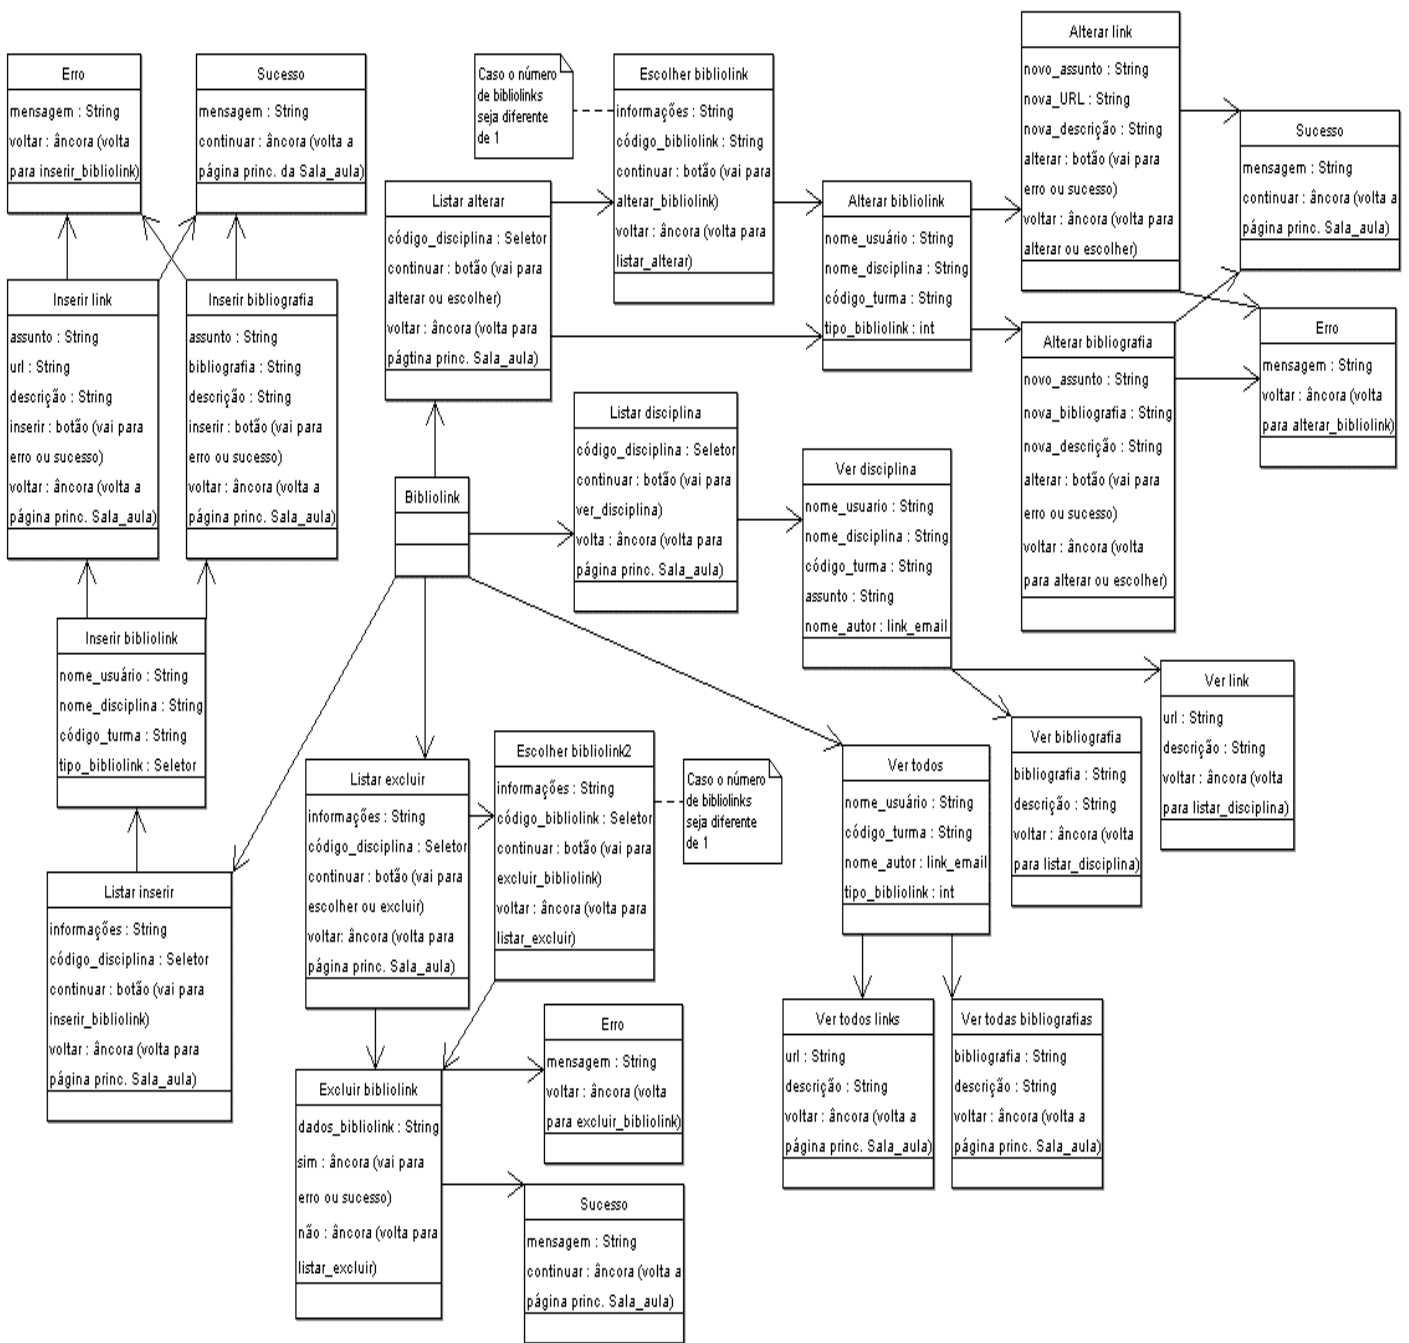 Erro
mensagem : String
voltar : âncora (volta
para inserir_bibliolink)
Sucesso
mensagem : String
continuar : âncora (volta a
página princ. da Sala_aula)
Caso o número
de bibliolinks
seja diferente
de 1
Escolher bibliolink
informações : String
código_bibliolink : String
continuar : botão (vai para
alterar_bibliolink)
voltar : âncora (volta para
listar_alterar)
Alterar link
novo_assunto : String
nova_URL : String
nova_descrição : String
alterar : botão (vai para
erro ou sucesso)
voltar : âncora (volta para
alterar ou escolher)
Sucesso
mensagem : String
continuar : âncora (volta a
página princ. Sala_aula)
Listar alterar
código_disciplina : Seletor
continuar : botão (vai para
alterar ou escolher)
voltar : âncora (volta para
págtina princ. Sala_aula)
Alterar bibliolink
nome_usuário : String
nome_disciplina : String
código_turma : String
tipo_bibliolink : int
Inserir link
assunto : String
url : String
descrição : String
inserir : botão (vai para
erro ou sucesso)
voltar : âncora (volta a
página princ. Sala_aula)
Inserir bibliografia
assunto : String
bibliografia : String
descrição : String
inserir : botão (vai para
erro ou sucesso)
voltar : âncora (volta a
página princ. Sala_aula)
Erro
mensagem : String
voltar : âncora (volta
para alterar_bibliolink)
Alterar bibliografia
novo_assunto : String
nova_bibliografia : String
nova_descrição : String
alterar : botão (vai para
erro ou sucesso)
voltar : âncora (volta
para alterar ou escolher)
Listar disciplina
código_disciplina : Seletor
continuar : botão (vai para
ver_disciplina)
volta : âncora (volta para
página princ. Sala_aula)
Bibliolink
Ver disciplina
nome_usuario : String
nome_disciplina : String
código_turma : String
assunto : String
nome_autor : link_email
Inserir bibliolink
nome_usuário : String
nome_disciplina : String
código_turma : String
tipo_bibliolink : Seletor
Ver link
url : String
descrição : String
voltar : âncora (volta
para listar_disciplina)
Ver bibliografia
bibliografia : String
descrição : String
voltar : âncora (volta
para listar_disciplina)
Listar excluir
informações : String
código_disciplina : Seletor
continuar : botão (vai para
escolher ou excluir)
voltar: âncora (volta para
página princ. Sala_aula)
Escolher bibliolink2
informações : String
código_bibliolink : Seletor
continuar : botão (vai para
excluir_bibliolink)
voltar : âncora (volta para
listar_excluir)
Caso o número
de bibliolinks
seja diferente
de 1
Ver todos
nome_usuário : String
código_turma : String
nome_autor : link_email
tipo_bibliolink : int
Listar inserir
informações : String
código_disciplina : Seletor
continuar : botão (vai para
inserir_bibliolink)
voltar : âncora (volta para
página princ. Sala_aula)
Ver todos links
url : String
descrição : String
voltar : âncora (volta a
página princ. Sala_aula)
Ver todas bibliografias
bibliografia : String
descrição : String
voltar : âncora (volta a
página princ. Sala_aula)
Erro
mensagem : String
voltar : âncora (volta
para excluir_bibliolink)
Excluir bibliolink
dados_bibliolink : String
sim : âncora (vai para
erro ou sucesso)
não : âncora (volta para
listar_excluir)
Sucesso
mensagem : String
continuar : âncora (volta a
página princ. Sala_aula)